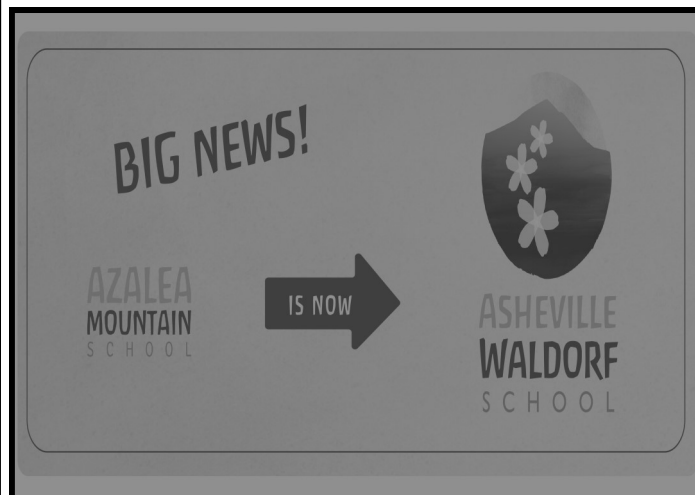 BIG NEWS!
AZALEA
MOUNTAIN
SCHOOL
IS NOW
ASHEVILLE
WALDORF
SCHOOL